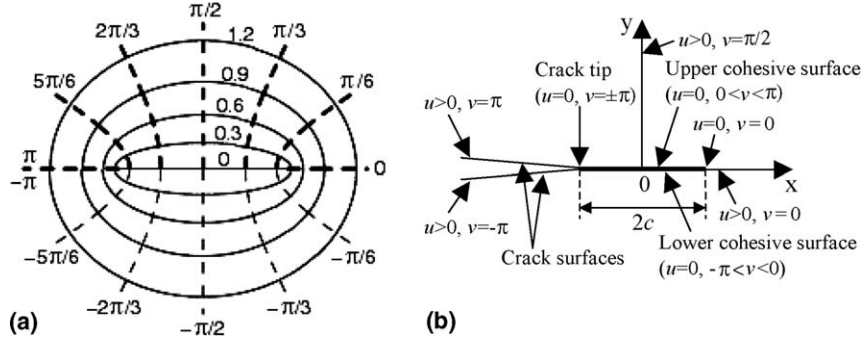 π/2
2π/3
1.2
π/3
5π/6
0.9
π/6
0.6
0.3
π
0
0
−π
−5π/6
−π/6
−2π/3
−π/3
−π/2
(a)
y
u>0, v=π/2
Crack tip
(u=0, v=±π)
Upper cohesive surface
(u=0, 0<v<π)
u>0, v=π
u=0, v = 0
0
x
u>0, v=-π
2c
u>0, v=0
Crack surfaces
Lower cohesive surface
(u=0, -π<v<0)
(b)